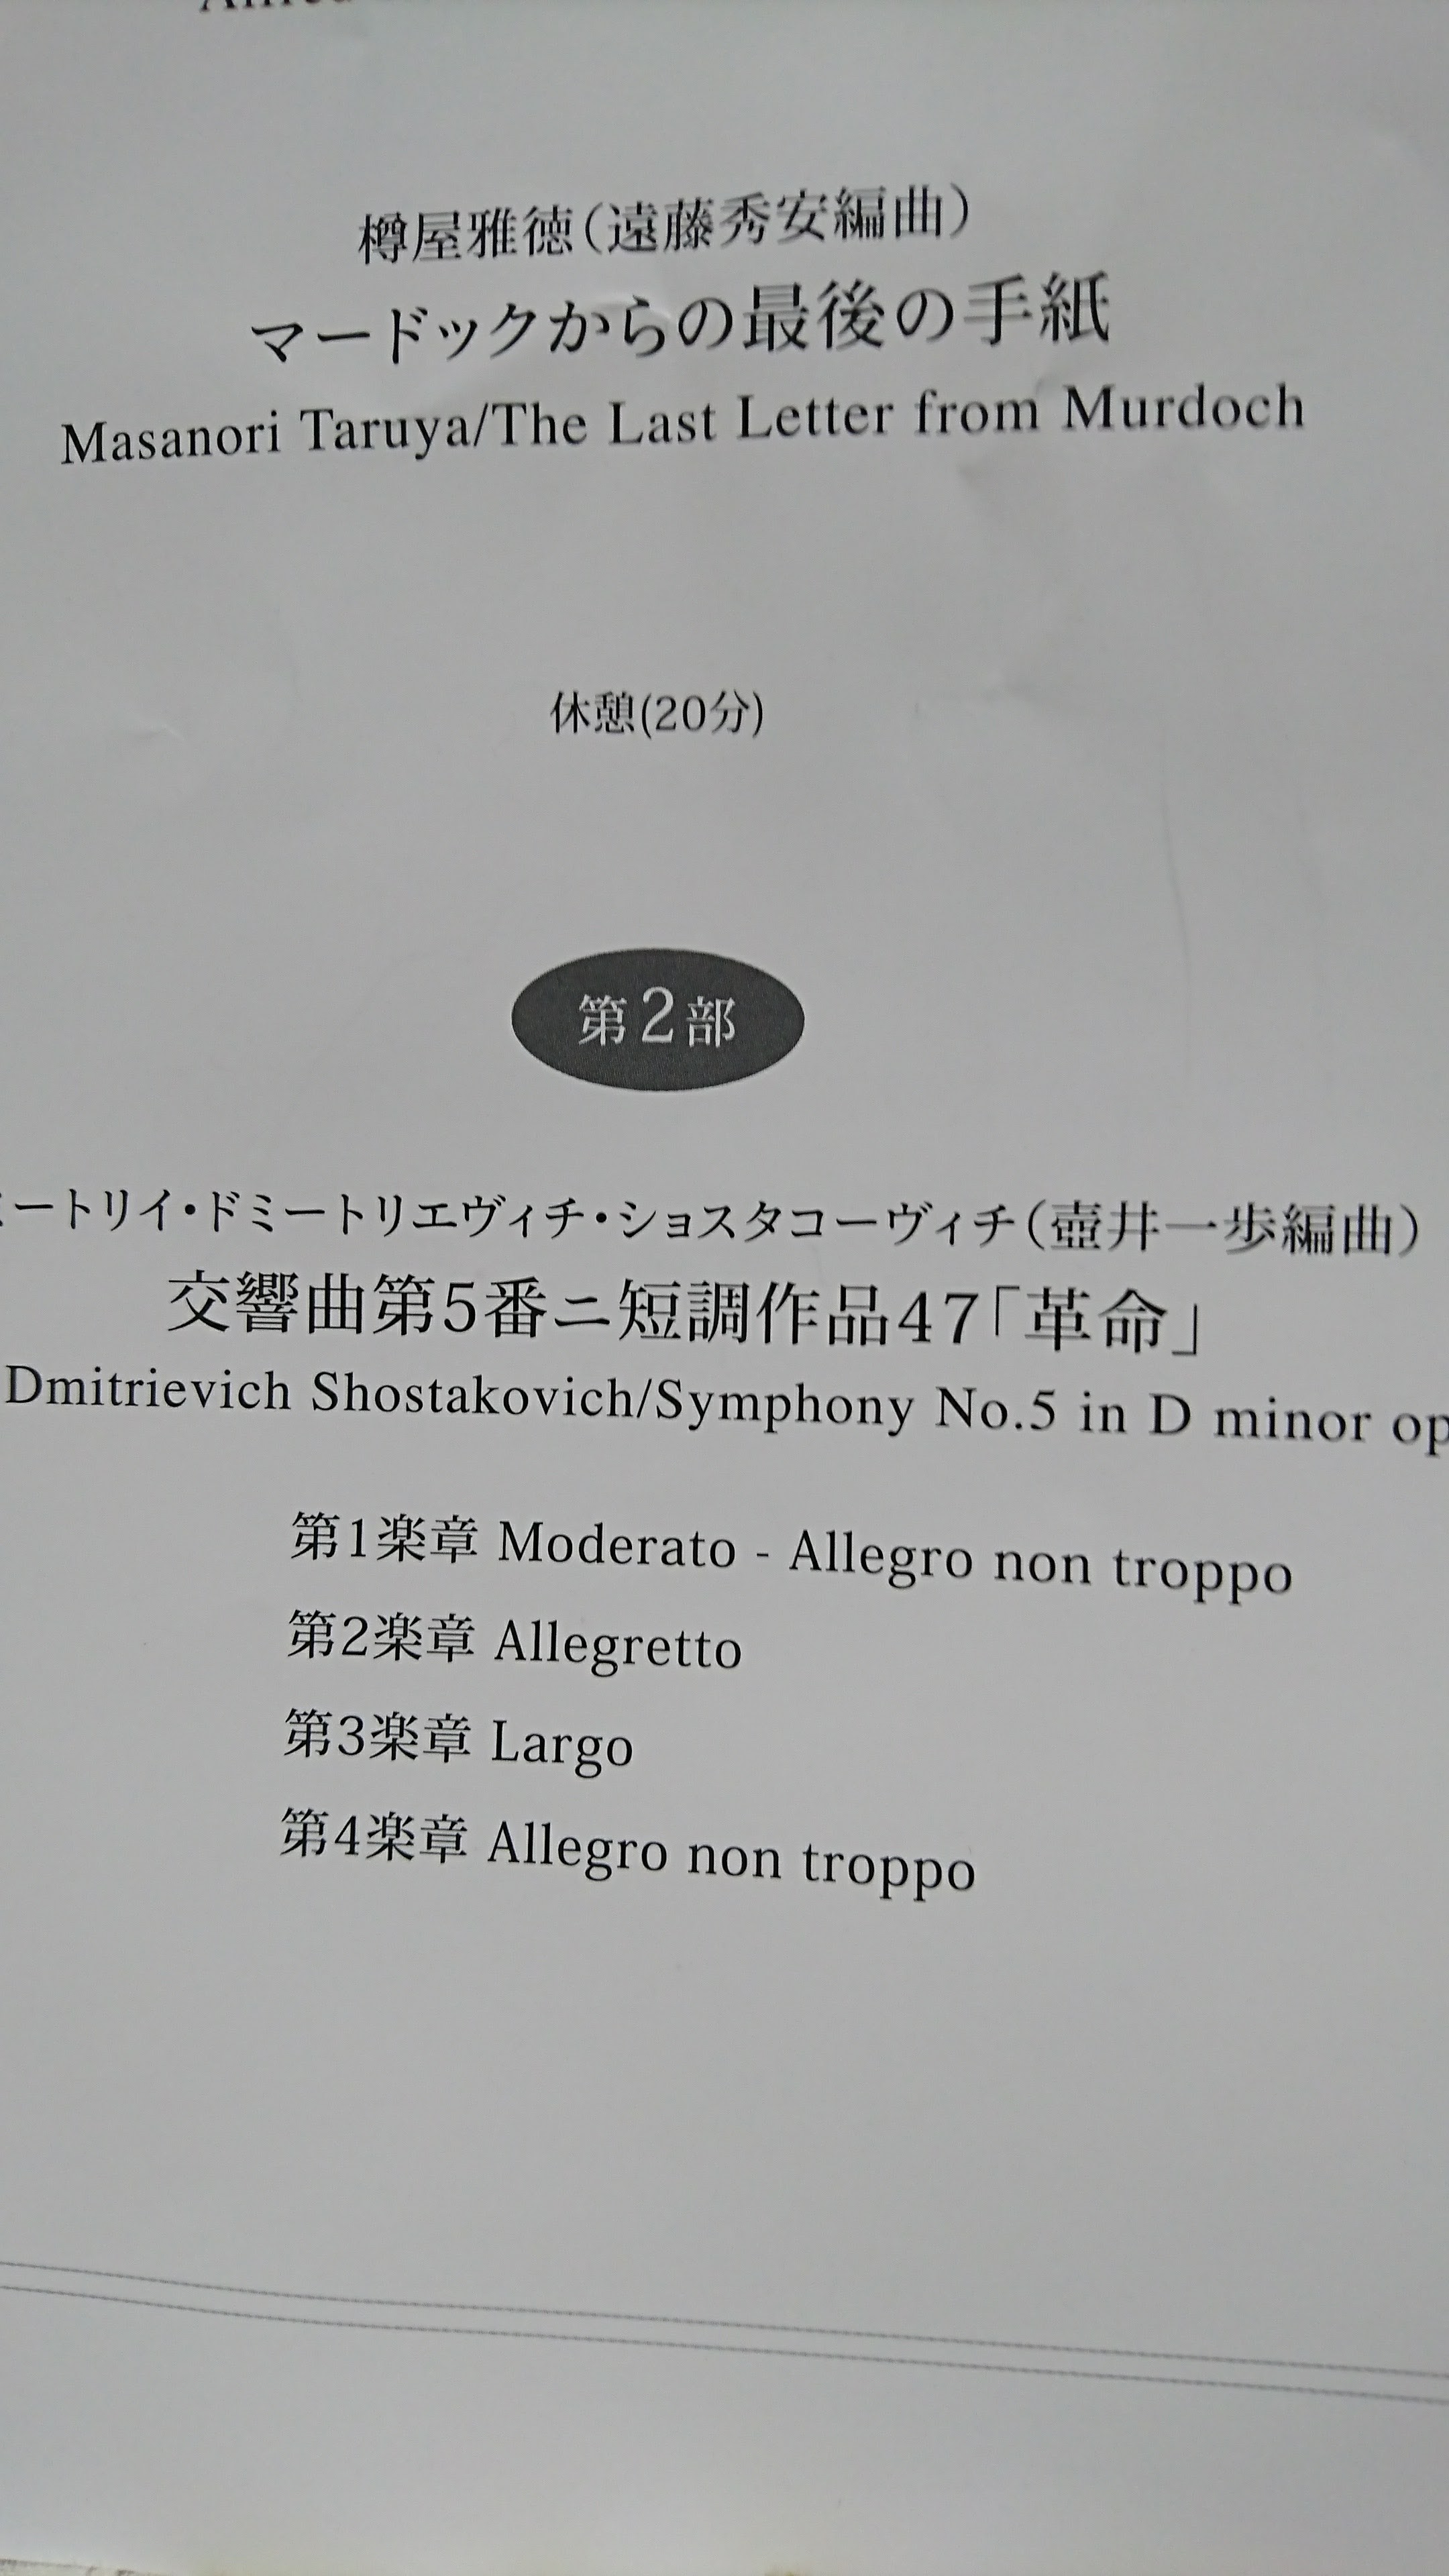 樽屋雅徳(遠藤秀安編曲)
マードックからの最後の手紙
Masanori Taruya/The Last Letter from Murdoch
休憩(20分)
第2部
ミートリイ・ドミートリエヴィチ・ショスタコーヴィチ(壺井一歩編曲)
交響曲第5番ニ短調作品47「革命」
Dmitrievich Shostakovich/Symphony No.5 in D minor op
第1楽章 Moderato - Allegro non troppo
第2楽章 Allegretto
第3楽章 Largo
第4楽章 Allegro non troppo